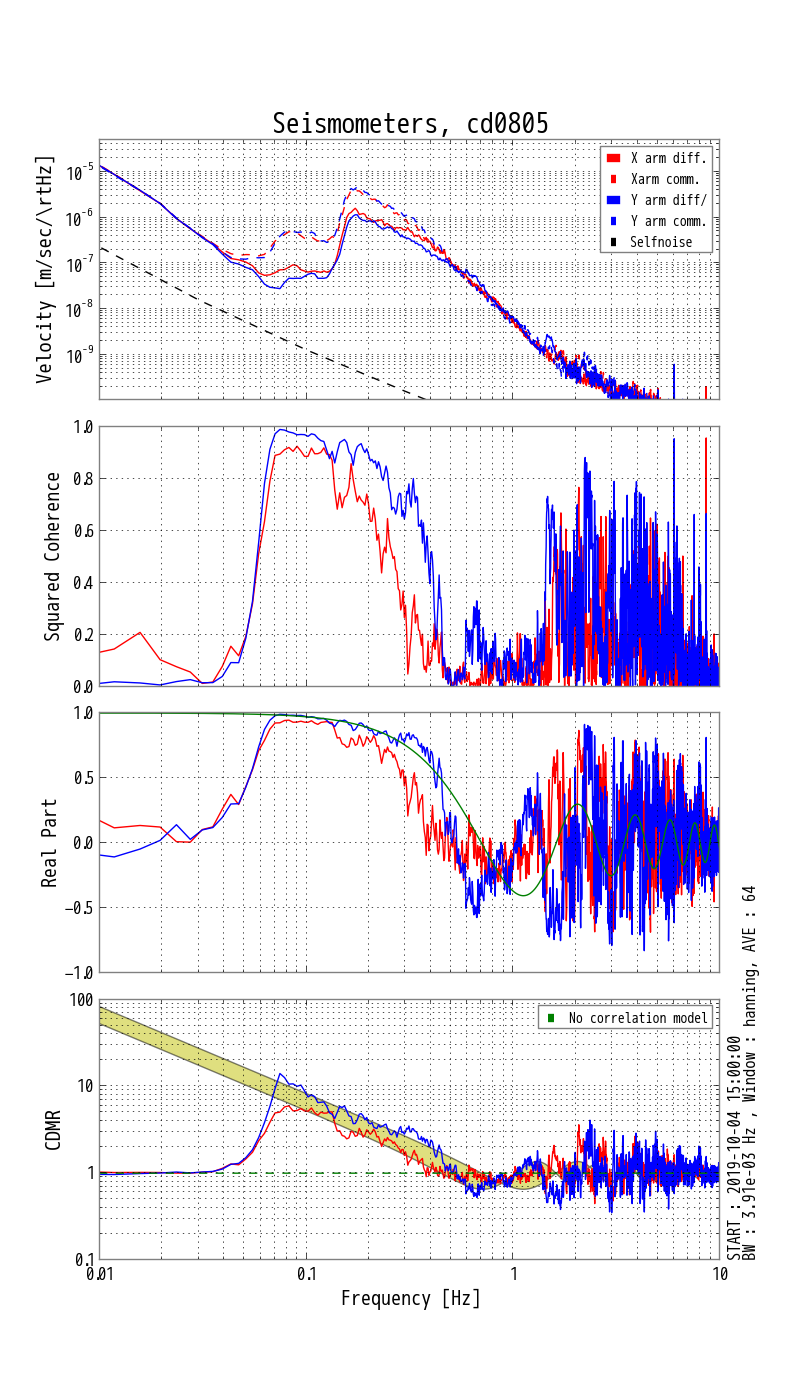 Seismometers, cd0805
Velocity [m/sec/\rtHz]
10^-5
10^-6
10^-7
10^-8
10^-9
X arm diff.
Xarm comm.
Y arm diff/
Y arm comm.
Selfnoise
Squared Coherence
1.0
0.8
0.6
0.4
0.2
0.0
Real Part
1.0
0.5
0.0
−0.5
−1.0
CDMR
100
10
1
0.1
No correlation model
0.01
0.1
1
10
Frequency [Hz]
START : 2019-10-04 15:00:00
BW : 3.91e-03 Hz , Window : hanning, AVE : 64